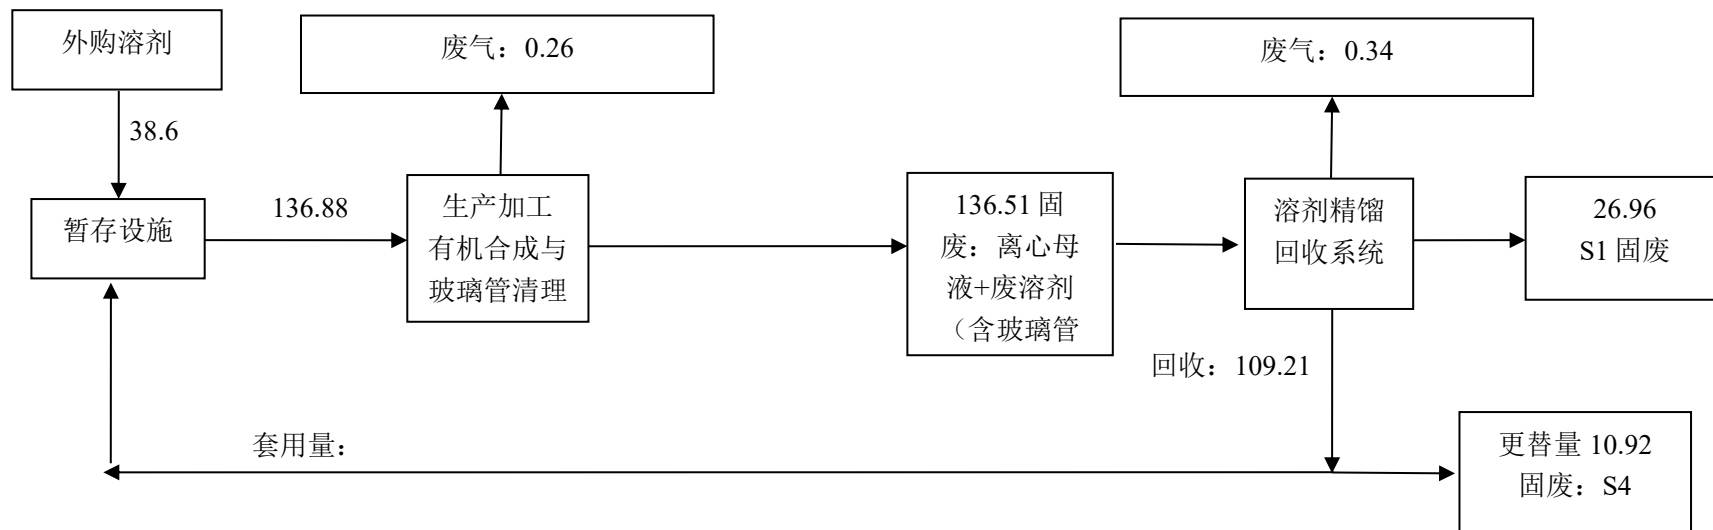 外购溶剂
废气：0.26
废气：0.34
38.6
暂存设施
136.88
生产加工
有机合成与
玻璃管清理
136.51 固
废：离心母
液+废溶剂
（含玻璃管
溶剂精馏
回收系统
26.96
S1 固废
回收：109.21
套用量：
更替量 10.92
固废：S4